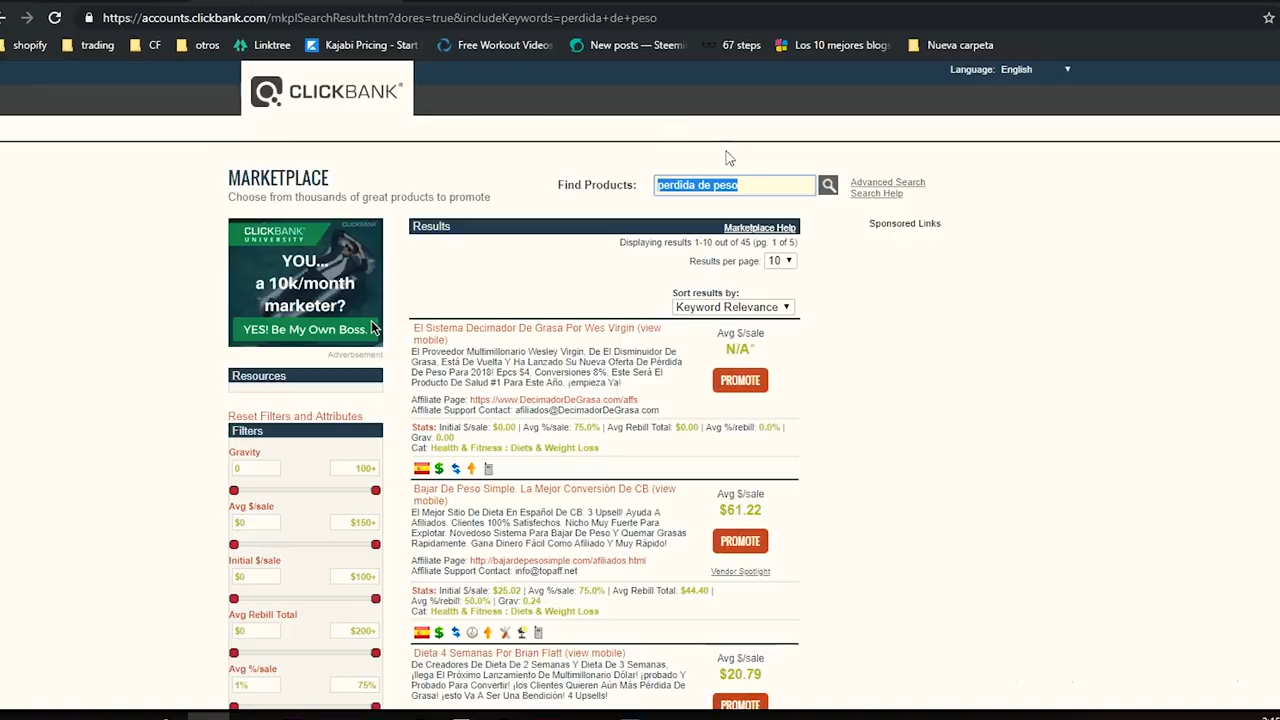 https://accounts.clickbank.com/mkplSearchResult.htm?dores=true&includeKeywords=perdida+de+peso
shopify trading CF otros Linktree Kajabi Pricing - Start Free Workout Videos New posts — Steemi 67 steps Los 10 mejores blogs Nueva carpeta
Language: English
CLICKBANK
MARKETPLACE
Choose from thousands of great products to promote
Find Products: perdida de peso
Advanced Search
Search Help
CLICKBANK UNIVERSITY
CLICKBANK
YOU...
a 10k/month
marketer?
YES! Be My Own Boss.
Advertisement
Resources
Reset Filters and Attributes
Filters
Gravity
0 100+
Avg $/sale
$0 $150+
Initial $/sale
$0 $100+
Avg Rebill Total
$0 $200+
Avg %/sale
1% 75%
Results Marketplace Help
Displaying results 1-10 out of 45 (pg. 1 of 5)
Results per page: 10
Sort results by:
Keyword Relevance
El Sistema Decimador De Grasa Por Wes Virgin (view
mobile)
El Proveedor Multimillonario Wesley Virgin, De El Disminuidor De
Grasa, Está De Vuelta Y Ha Lanzado Su Nueva Oferta De Pérdida
De Peso Para 2018! Epcs $4, Conversiones 8%. Este Será El
Producto De Salud #1 Para Este Año. ¡empieza Ya!
Avg $/sale
N/A*
PROMOTE
Affiliate Page: https://www.DecimadorDeGrasa.com/affs
Affiliate Support Contact: afiliados@DecimadorDeGrasa.com
Stats: Initial $/sale: $0.00 | Avg %/sale: 75.0% | Avg Rebill Total: $0.00 | Avg %/rebill: 0.0% |
Grav: 0.00
Cat: Health & Fitness : Diets & Weight Loss
Bajar De Peso Simple. La Mejor Conversión De CB (view
mobile)
El Mejor Sitio De Dieta En Español De CB. 3 Upsell! Ayuda A
Afiliados. Clientes 100% Satisfechos. Nicho Muy Fuerte Para
Explotar. Novedoso Sistema Para Bajar De Peso Y Quemar Grasas
Rapidamente. Gana Dinero Fácil Como Afiliado Y Muy Rápido!
Avg $/sale
$61.22
PROMOTE
Affiliate Page: http://bajardepesosimple.com/afiliados.html
Affiliate Support Contact: info@topaff.net
Vendor Spotlight
Stats: Initial $/sale: $25.02 | Avg %/sale: 75.0% | Avg Rebill Total: $44.40 |
Avg %/rebill: 50.0% | Grav: 0.24
Cat: Health & Fitness : Diets & Weight Loss
Dieta 4 Semanas Por Brian Flatt (view mobile)
De Creadores De Dieta De 2 Semanas Y Dieta De 3 Semanas,
¡llega El Próximo Lanzamiento De Multimillonario Dólar! ¡probado Y
Probado Para Convertir! ¡los Clientes Quieren Aún Más Pérdida De
Grasa! ¡esto Va A Ser Una Bendición! 4 Upsells!
Avg $/sale
$20.79
PROMOTE
Sponsored Links